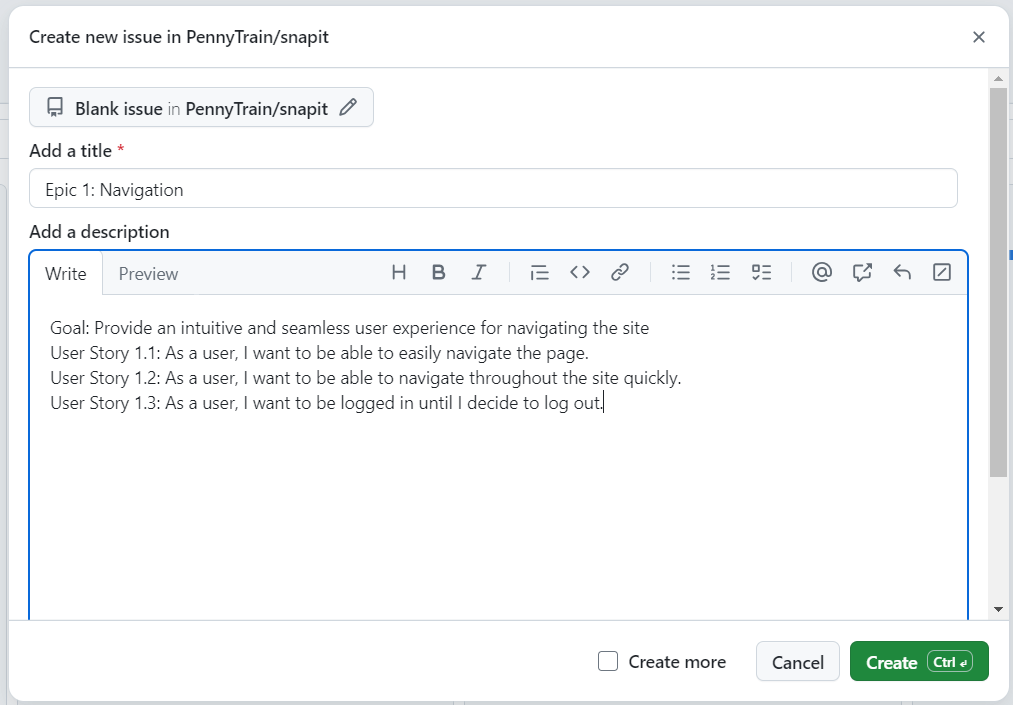 Create new issue in PennyTrain/snapit
Blank issue in PennyTrain/snapit
Add a title *
Epic 1: Navigation
Add a description
Write Preview
Goal: Provide an intuitive and seamless user experience for navigating the site
User Story 1.1: As a user, I want to be able to easily navigate the page.
User Story 1.2: As a user, I want to be able to navigate throughout the site quickly.
User Story 1.3: As a user, I want to be logged in until I decide to log out.
Create more Cancel Create Ctrl ↵